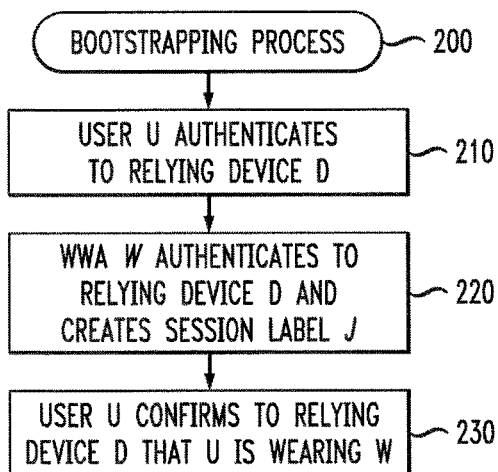 BOOTSTRAPPING PROCESS
200
USER U AUTHENTICATES
TO RELYING DEVICE D
210
WWA W AUTHENTICATES TO
RELYING DEVICE D AND
CREATES SESSION LABEL J
220
USER U CONFIRMS TO RELYING
DEVICE D THAT U IS WEARING W
230